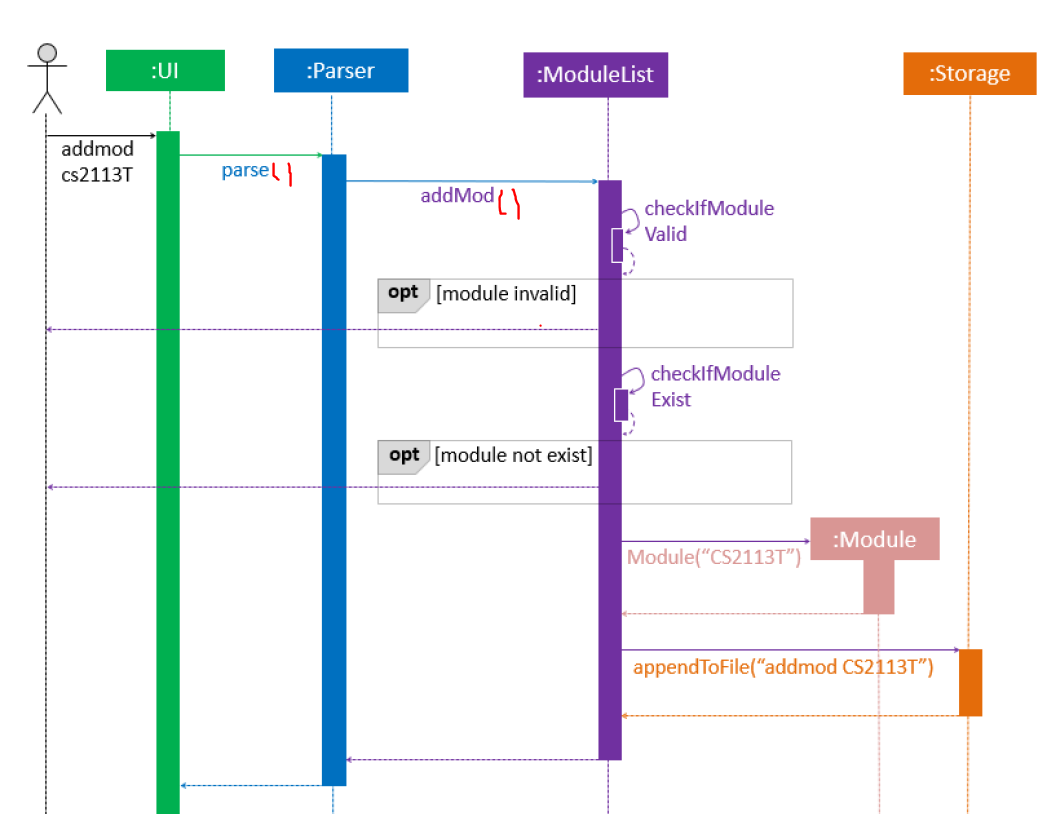 :UI
:Parser
:ModuleList
:Storage
addmod
cs2113T
parse()
addMod()
checkIfModule
Valid
opt [module invalid]
checkIfModule
Exist
opt [module not exist]
:Module
Module(“CS2113T”)
appendToFile(“addmod CS2113T”)